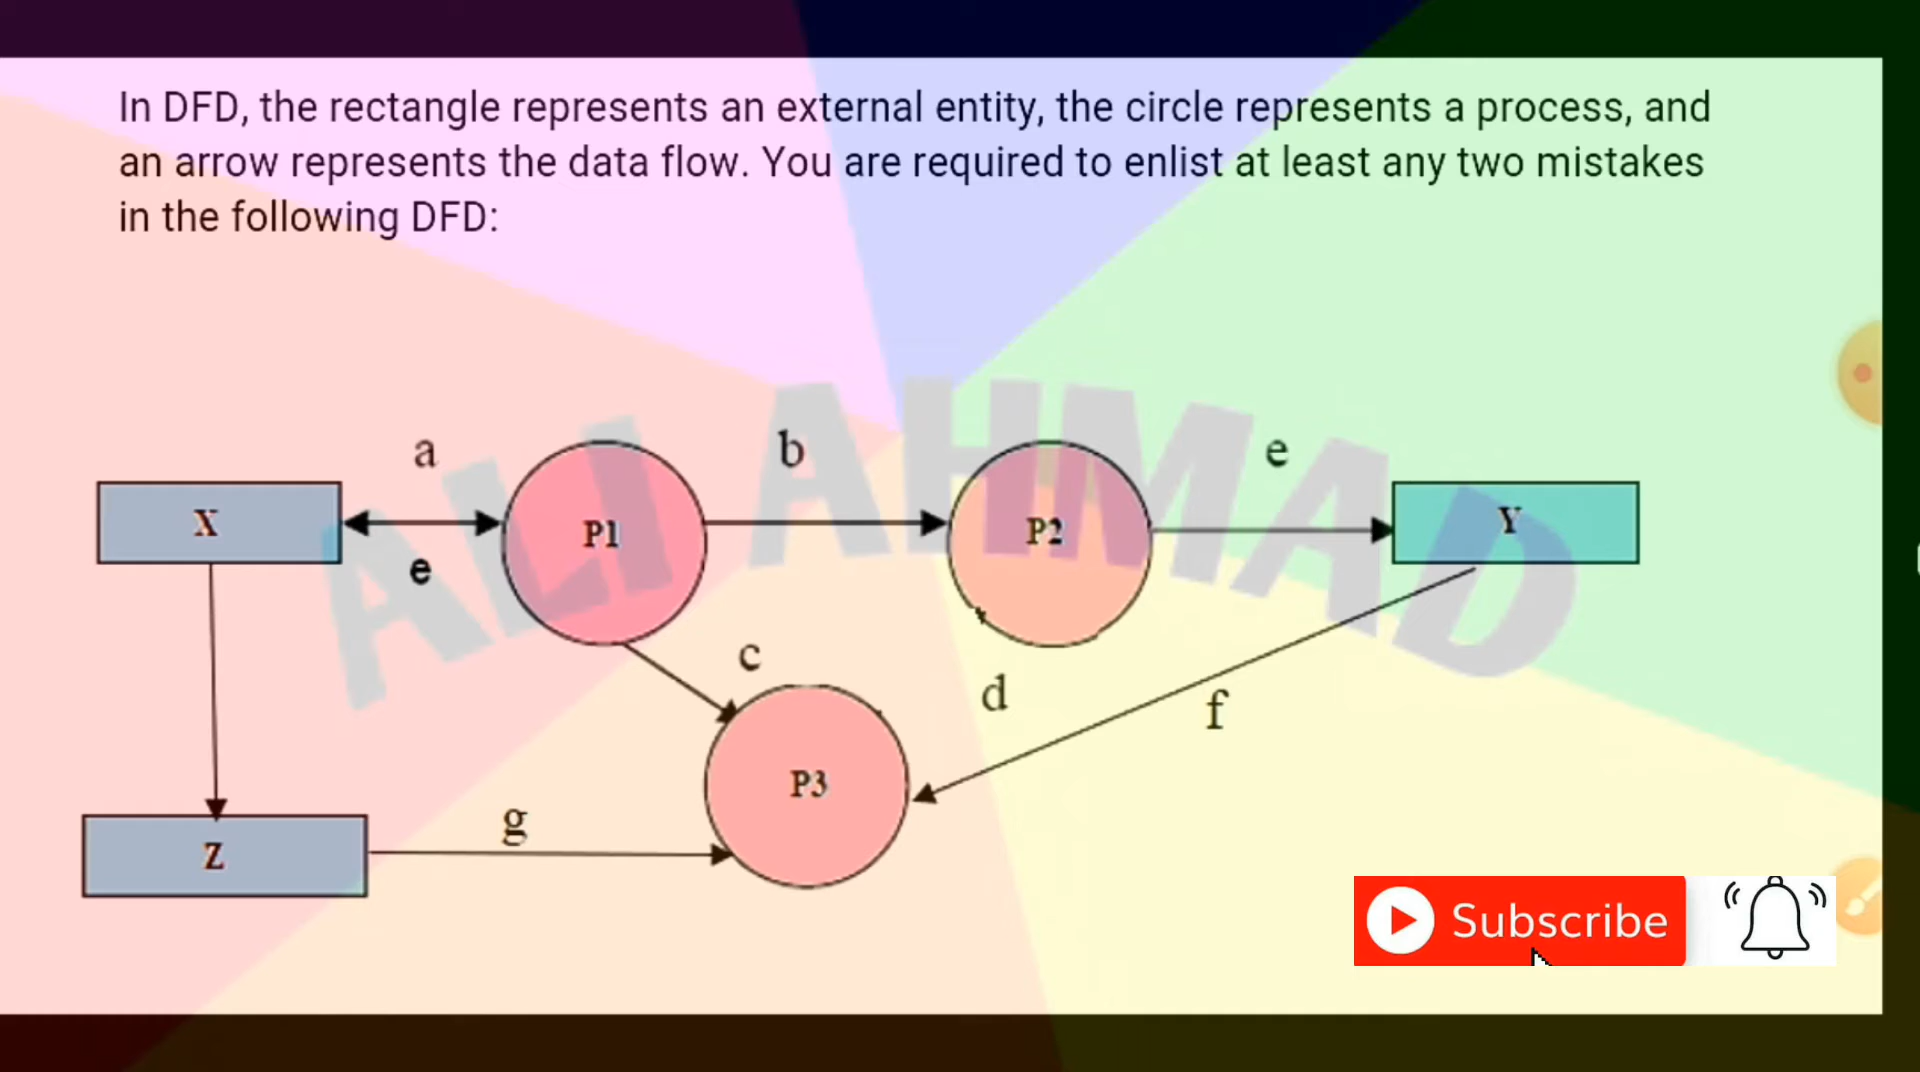 In DFD, the rectangle represents an external entity, the circle represents a process, and
an arrow represents the data flow. You are required to enlist at least any two mistakes
in the following DFD:
ALI AHMAD
a
b
e
X
P1
P2
Y
e
c
d
f
P3
g
Z
Subscribe